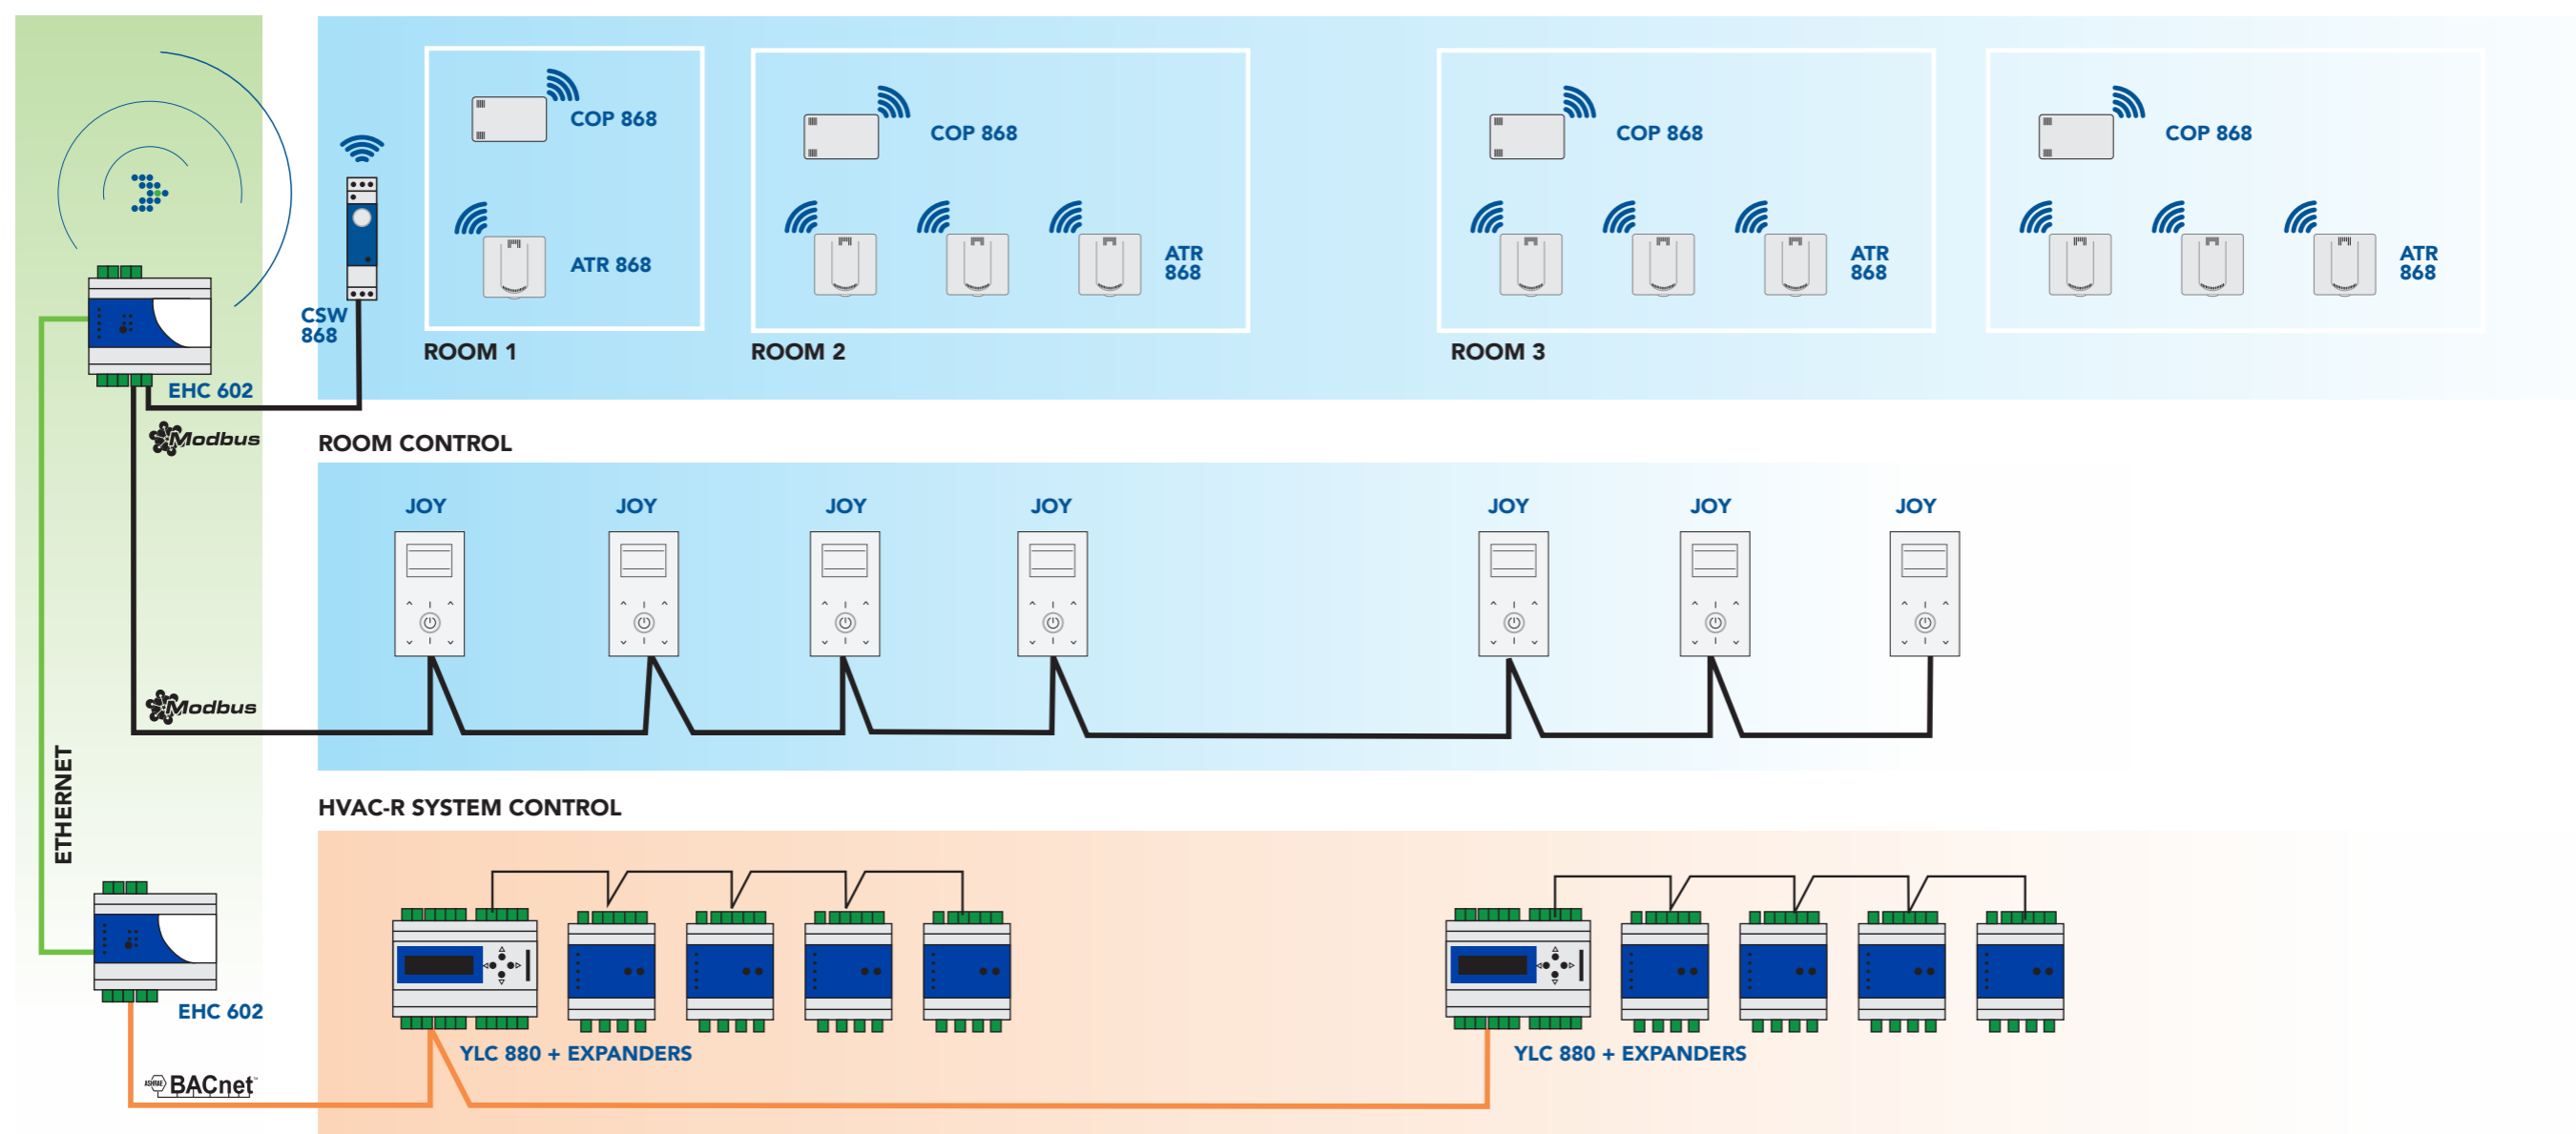 COP 868
COP 868
COP 868
COP 868
ATR 868
ATR
868
ATR
868
ATR
868
CSW
868
ROOM 1
ROOM 2
ROOM 3
EHC 602
Modbus
ROOM CONTROL
JOY
JOY
JOY
JOY
JOY
JOY
JOY
Modbus
ETHERNET
HVAC-R SYSTEM CONTROL
EHC 602
YLC 880 + EXPANDERS
YLC 880 + EXPANDERS
ASHRAE BACnet™